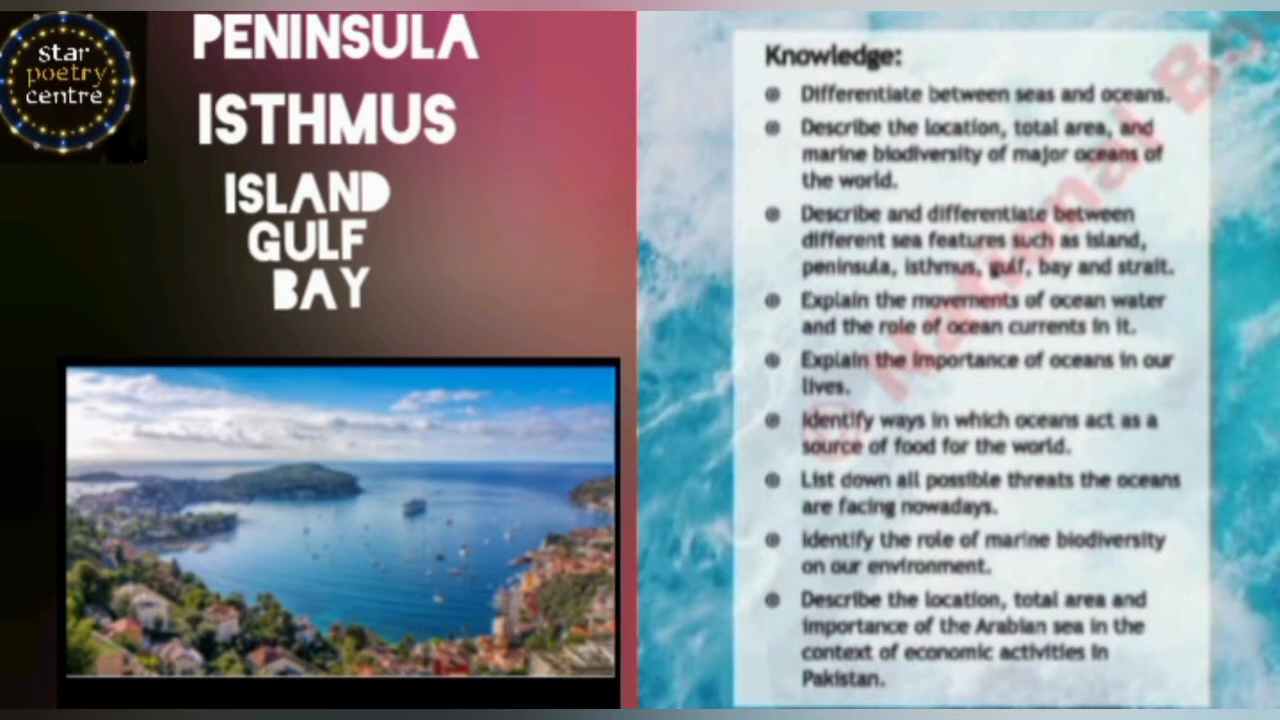 star
poetry
centre
PENINSULA
ISTHMUS
ISLAND
GULF
BAY
Knowledge:
Differentiate between seas and oceans.
Describe the location, total area, and
marine biodiversity of major oceans of
the world.
Describe and differentiate between
different sea features such as island,
peninsula, isthmus, gulf, bay and strait.
Explain the movements of ocean water
and the role of ocean currents in it.
Explain the importance of oceans in our
lives.
Identify ways in which oceans act as a
source of food for the world.
List down all possible threats the oceans
are facing nowadays.
Identify the role of marine biodiversity
on our environment.
Describe the location, total area and
importance of the Arabian sea in the
context of economic activities in
Pakistan.
National